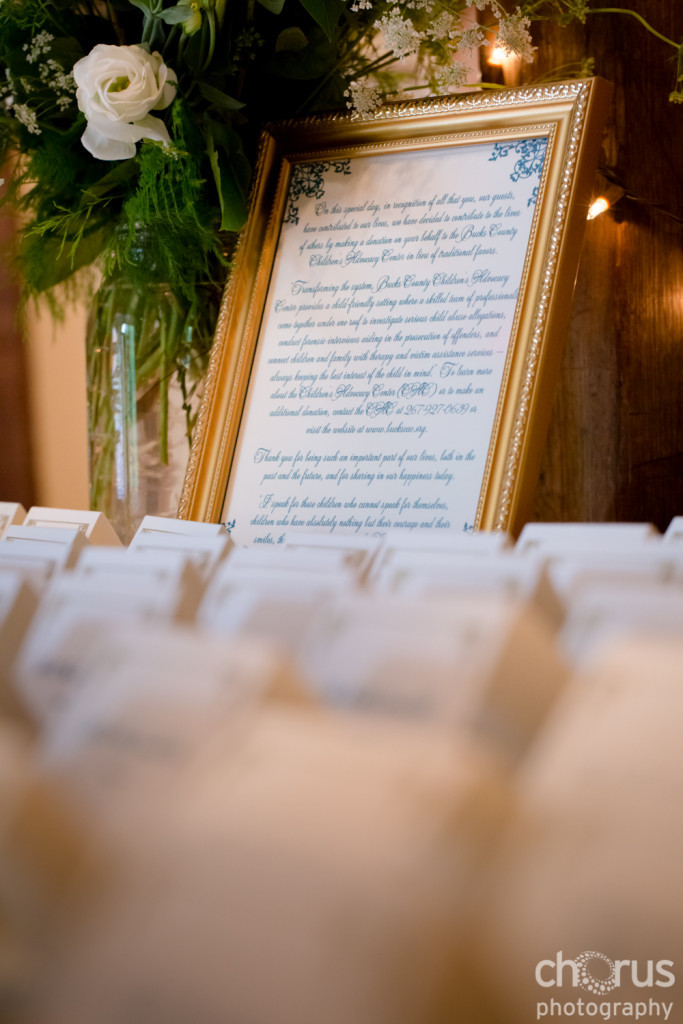 On this special day, in recognition of all that you, our guests,
have contributed to our lives, we have decided to contribute to the lives
of others by making a donation on your behalf to the Bucks County
Children's Advocacy Center in lieu of traditional favors.
Transforming the system, Bucks County Children's Advocacy
Center provides a child-friendly setting where a skilled team of professionals
come together under one roof to investigate serious child abuse allegations,
conduct forensic interviews aiding in the prosecution of offenders, and
connect children and family with therapy and victim assistance services –
always keeping the best interest of the child in mind." To learn more
about the Children's Advocacy Center (CAC) or to make an
additional donation, contact the CAC at 267-927-0619 or
visit the website at www.buckscac.org.
Thank you for being such an important part of our lives, both in the
past and the future, and for sharing in our happiness today.
"I speak for those children who cannot speak for themselves,
children who have absolutely nothing but their courage and their
smiles,
chorus
photography